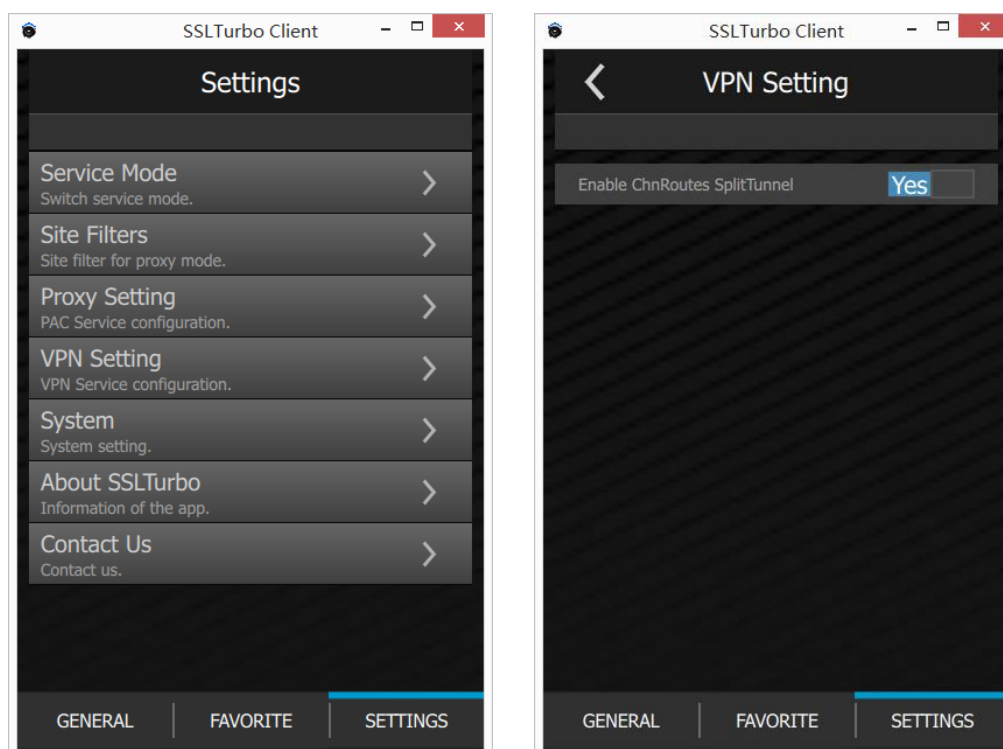 SSLTurbo Client
Settings
Service Mode
Switch service mode.
Site Filters
Site filter for proxy mode.
Proxy Setting
PAC Service configuration.
VPN Setting
VPN Service configuration.
System
System setting.
About SSLTurbo
Information of the app.
Contact Us
Contact us.
GENERAL FAVORITE SETTINGS
SSLTurbo Client
VPN Setting
Enable ChnRoutes SplitTunnel Yes
GENERAL FAVORITE SETTINGS